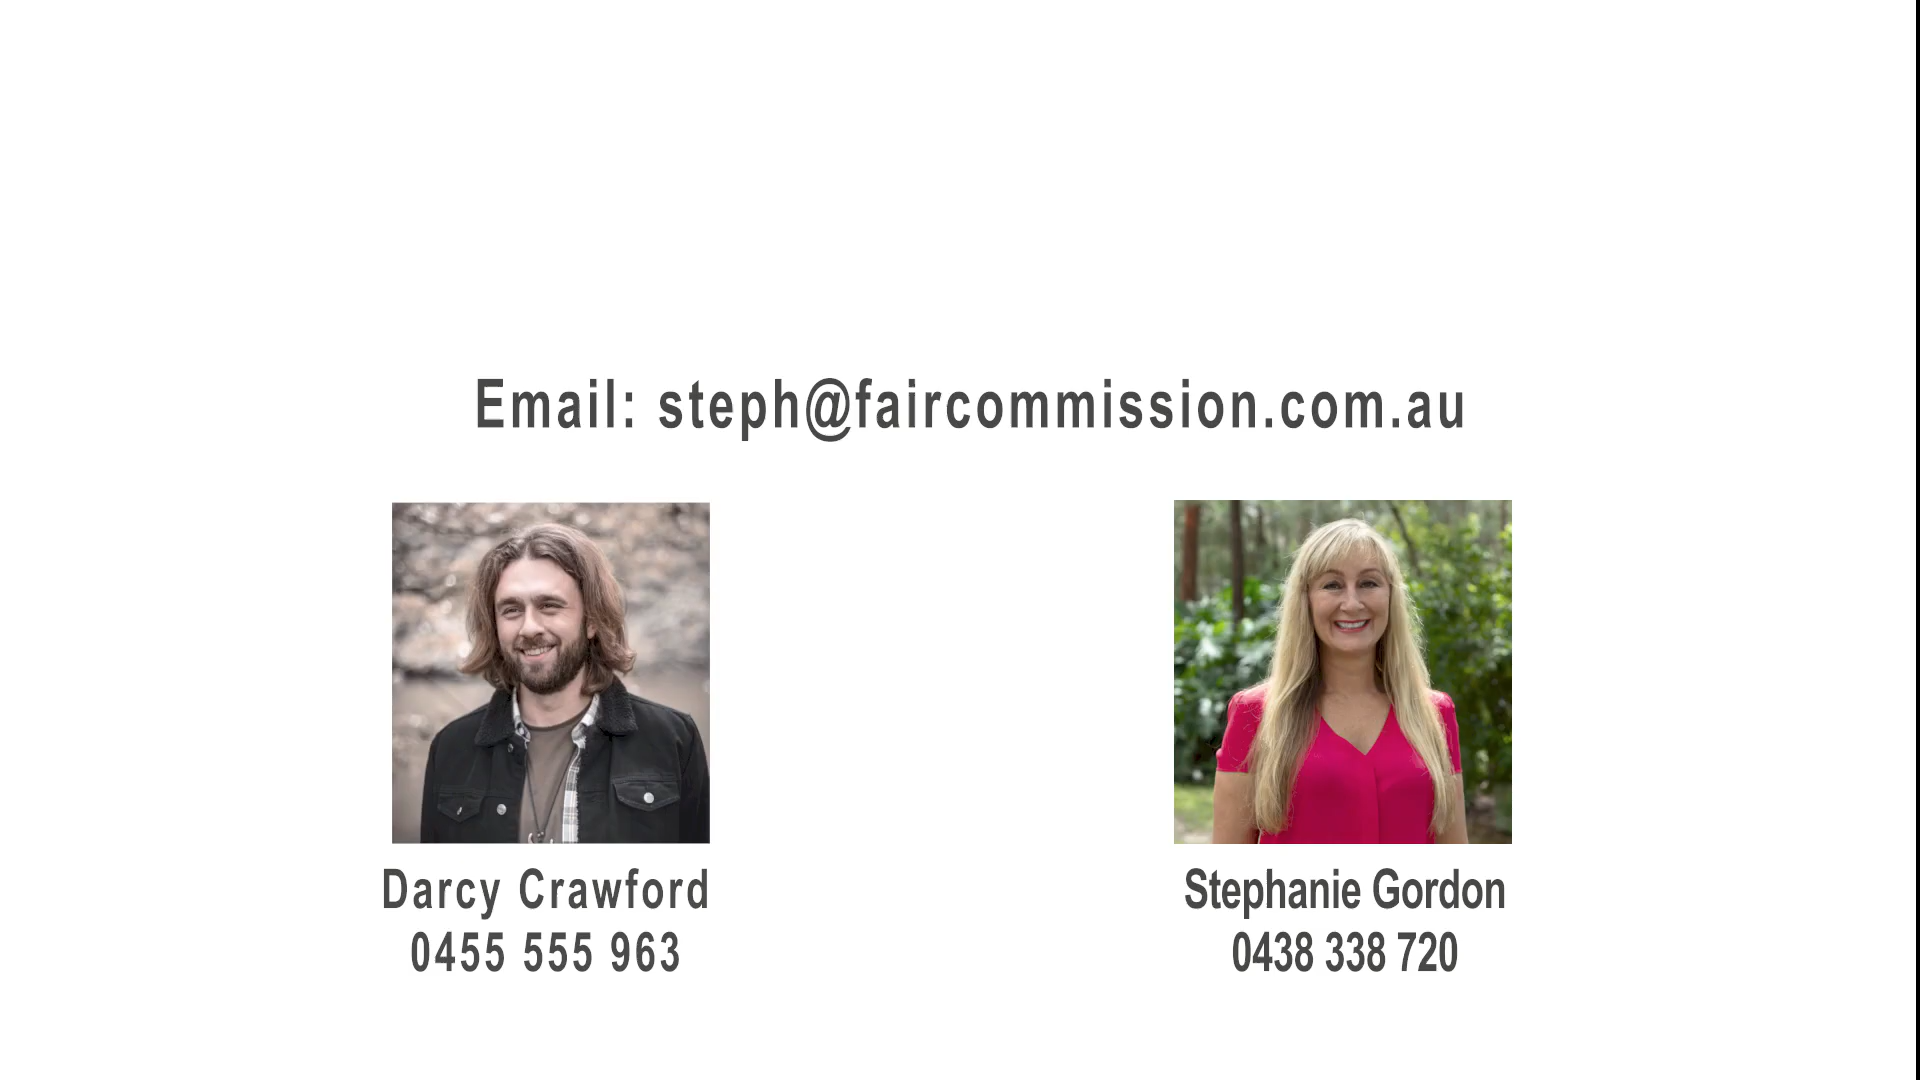 Email: steph@faircommission.com.au
Darcy Crawford
0455 555 963
Stephanie Gordon
0438 338 720